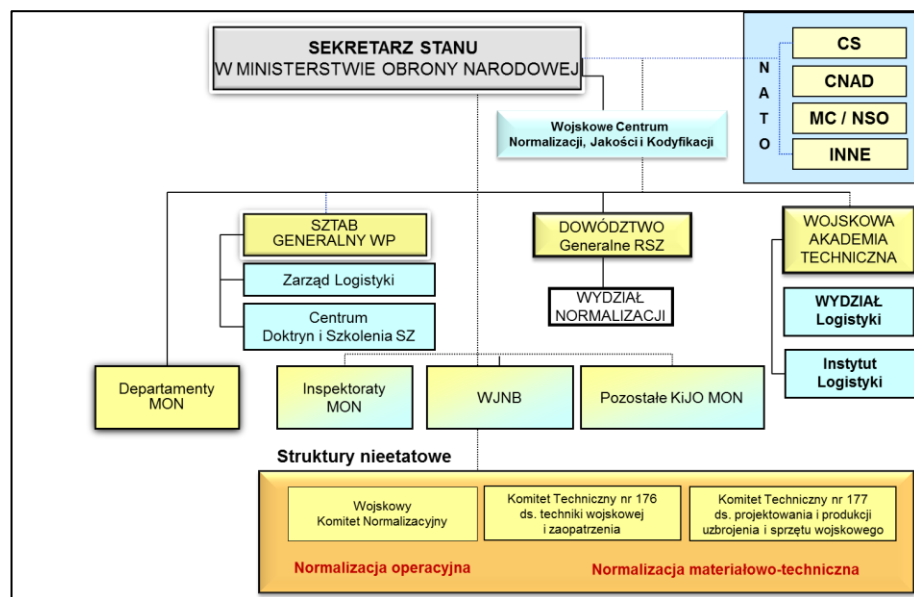 SEKRETARZ STANU
W MINISTERSTWIE OBRONY NARODOWEJ
N
A
T
O
CS
CNAD
MC / NSO
INNE
Wojskowe Centrum
Normalizacji, Jakości i Kodyfikacji
SZTAB
GENERALNY WP
Zarząd Logistyki
Centrum
Doktryn i Szkolenia SZ
DOWÓDZTWO
Generalne RSZ
WYDZIAŁ
NORMALIZACJI
WOJSKOWA
AKADEMIA
TECHNICZNA
WYDZIAŁ
Logistyki
Instytut
Logistyki
Departamenty
MON
Inspektoraty
MON
WJNB
Pozostałe KiJO MON
Struktury nieetatowe
Wojskowy
Komitet Normalizacyjny
Komitet Techniczny nr 176
ds. techniki wojskowej
i zaopatrzenia
Komitet Techniczny nr 177
ds. projektowania i produkcji
uzbrojenia i sprzętu wojskowego
Normalizacja operacyjna
Normalizacja materiałowo-techniczna